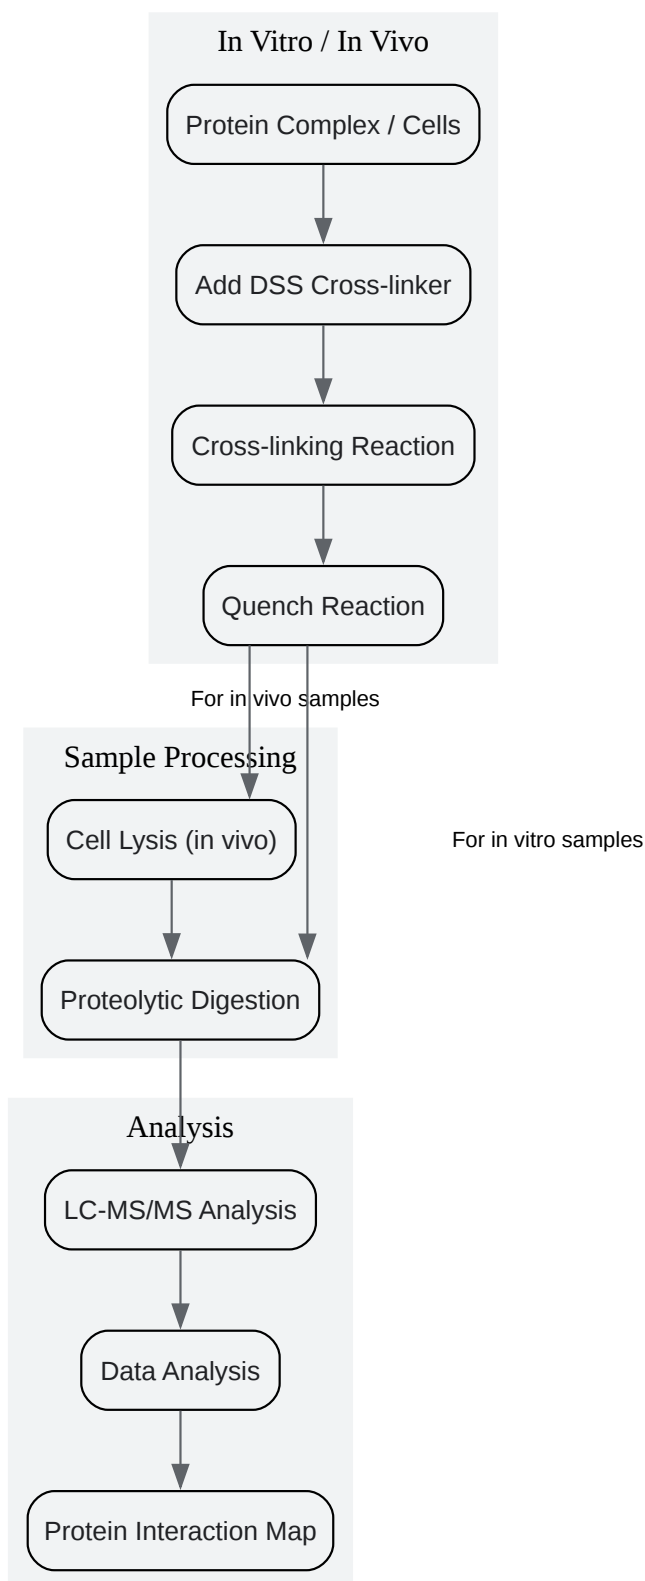 In Vitro / In Vivo
Protein Complex / Cells
Add DSS Cross-linker
Cross-linking Reaction
Quench Reaction
For in vivo samples
Sample Processing
Cell Lysis (in vivo)
For in vitro samples
Proteolytic Digestion
Analysis
LC-MS/MS Analysis
Data Analysis
Protein Interaction Map